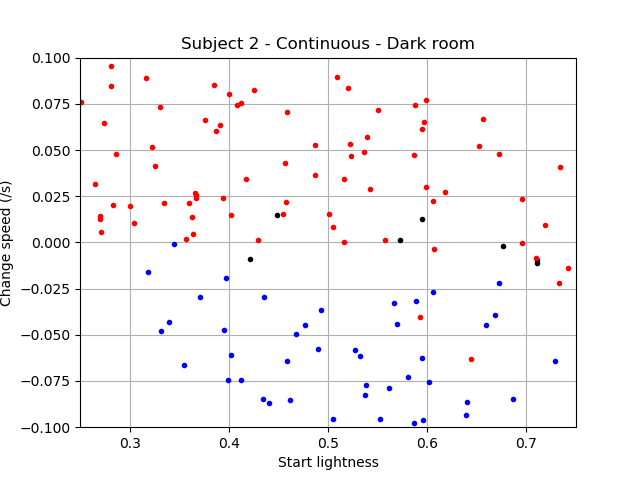 Subject 2 - Continuous - Dark room
0.100
0.075
0.050
0.025
0.000
−0.025
−0.050
−0.075
−0.100
Change speed (/s)
0.3 0.4 0.5 0.6 0.7
Start lightness